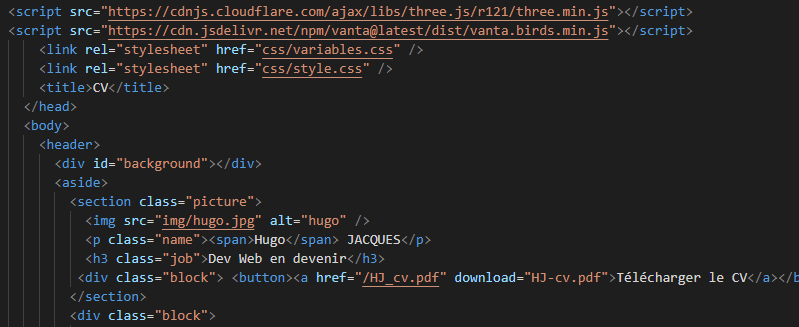 <script src="https://cdnjs.cloudflare.com/ajax/libs/three.js/r121/three.min.js"></script>
<script src="https://cdn.jsdelivr.net/npm/vanta@latest/dist/vanta.birds.min.js"></script>
<link rel="stylesheet" href="css/variables.css" />
<link rel="stylesheet" href="css/style.css" />
<title>CV</title>
</head>
<body>
<header>
<div id="background"></div>
<aside>
<section class="picture">
<img src="img/hugo.jpg" alt="hugo" />
<p class="name"><span>Hugo</span> JACQUES</p>
<h3 class="job">Dev Web en devenir</h3>
<div class="block"> <button><a href="/HJ_cv.pdf" download="HJ-cv.pdf">Télécharger le CV</a></b
</section>
<div class="block">